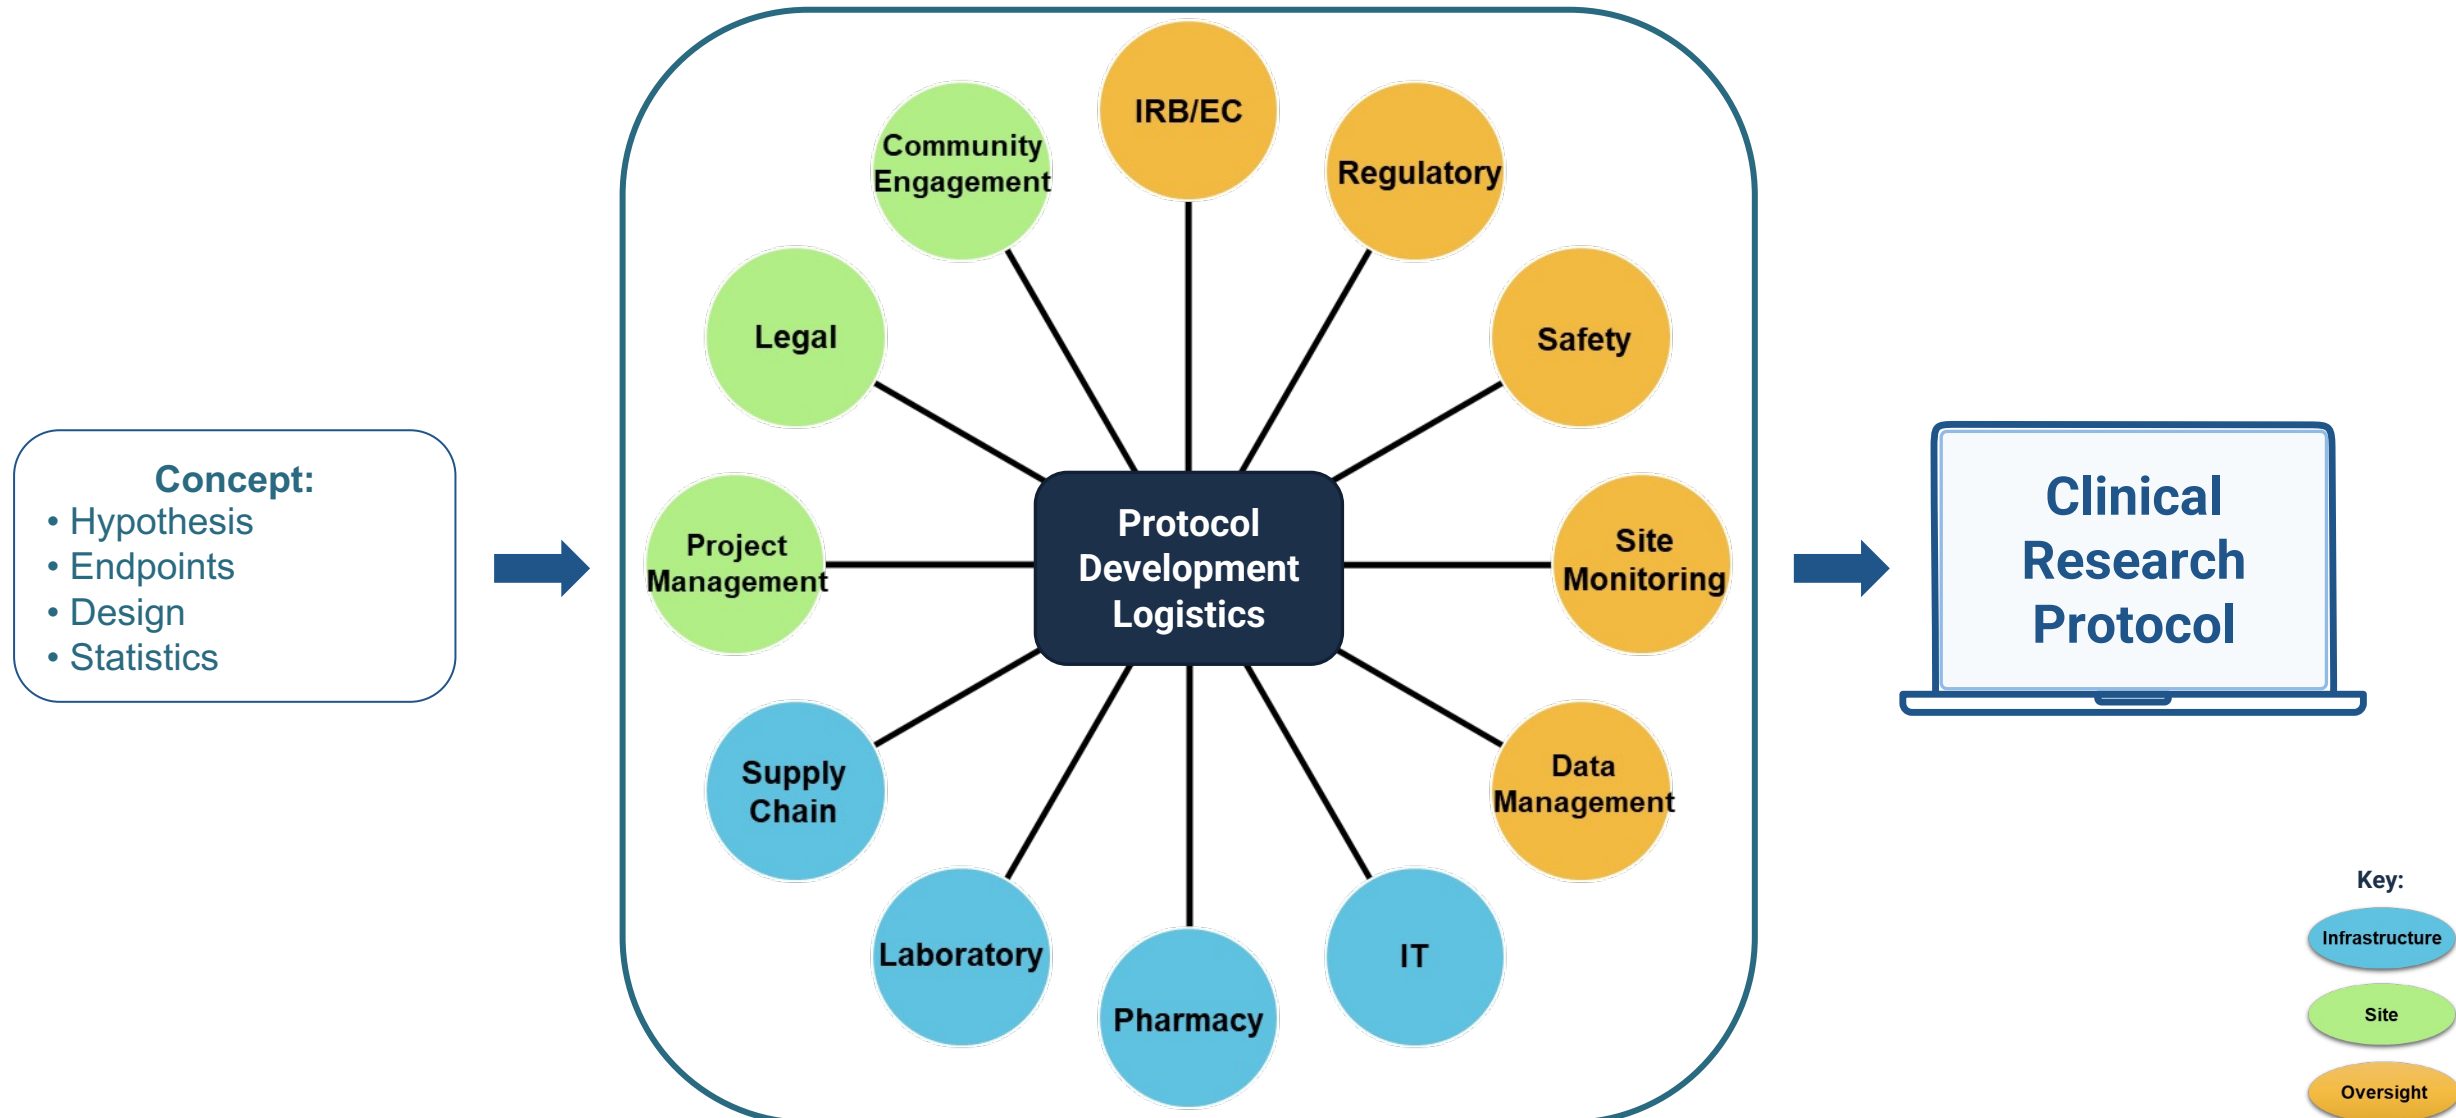 Concept:
• Hypothesis
• Endpoints
• Design
• Statistics
IRB/EC
Community
Engagement
Regulatory
Legal
Safety
Project
Management
Protocol
Development
Logistics
Site
Monitoring
Supply
Chain
Data
Management
Laboratory
IT
Pharmacy
Clinical
Research
Protocol
Key:
Infrastructure
Site
Oversight